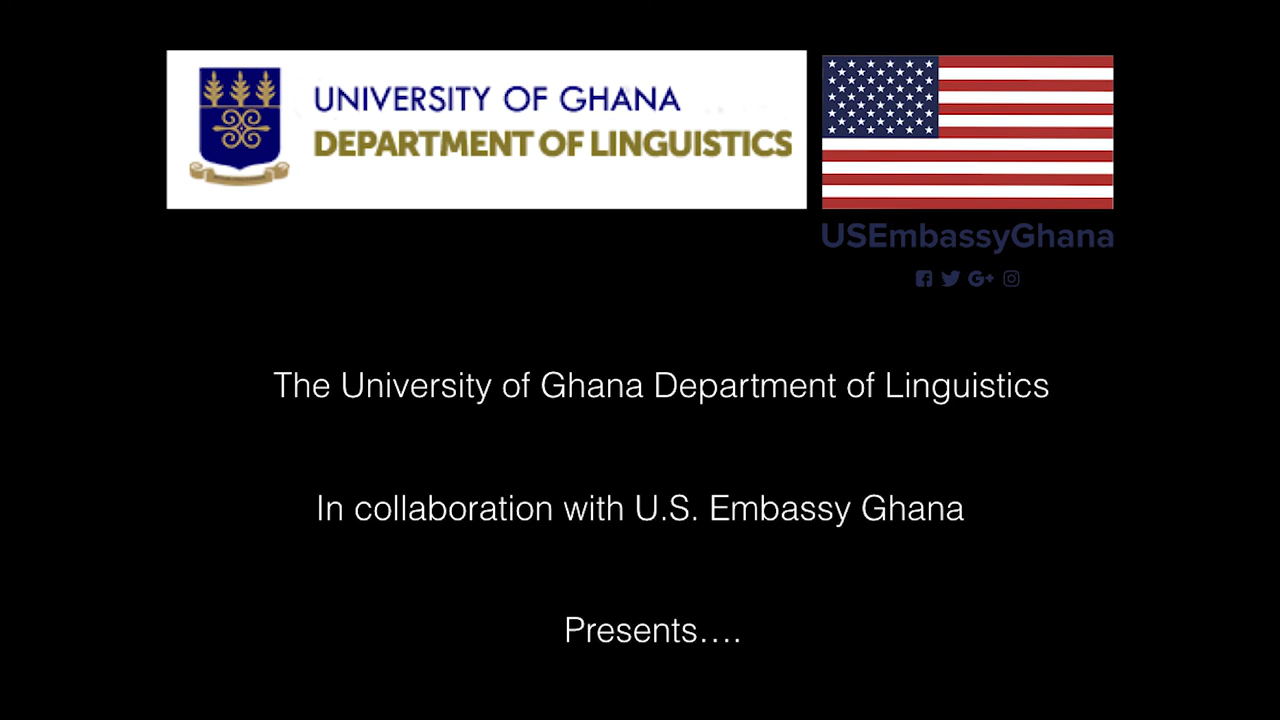 UNIVERSITY OF GHANA
DEPARTMENT OF LINGUISTICS
USEmbassyGhana
The University of Ghana Department of Linguistics
In collaboration with U.S. Embassy Ghana
Presents....